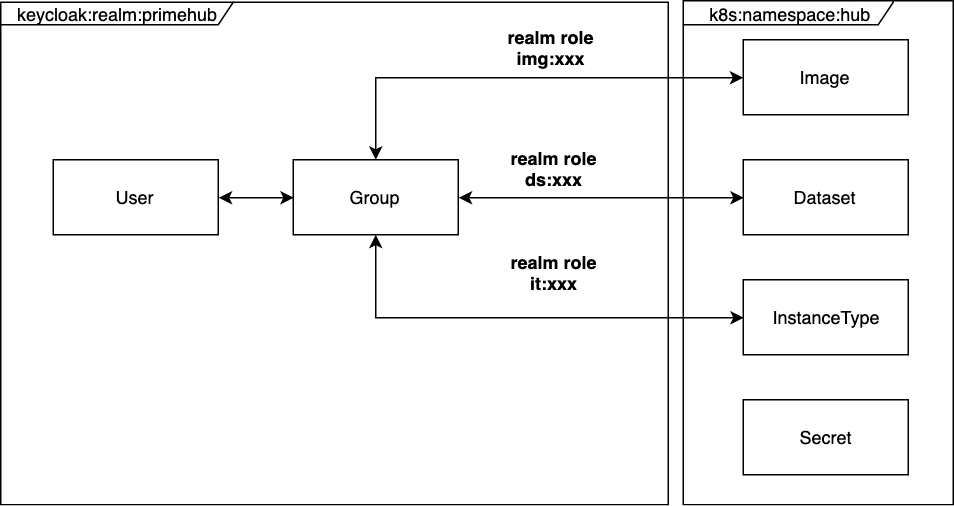 keycloak:realm:primehub
k8s:namespace:hub
realm role
img:xxx
Image
realm role
ds:xxx
User
Group
Dataset
realm role
it:xxx
InstanceType
Secret